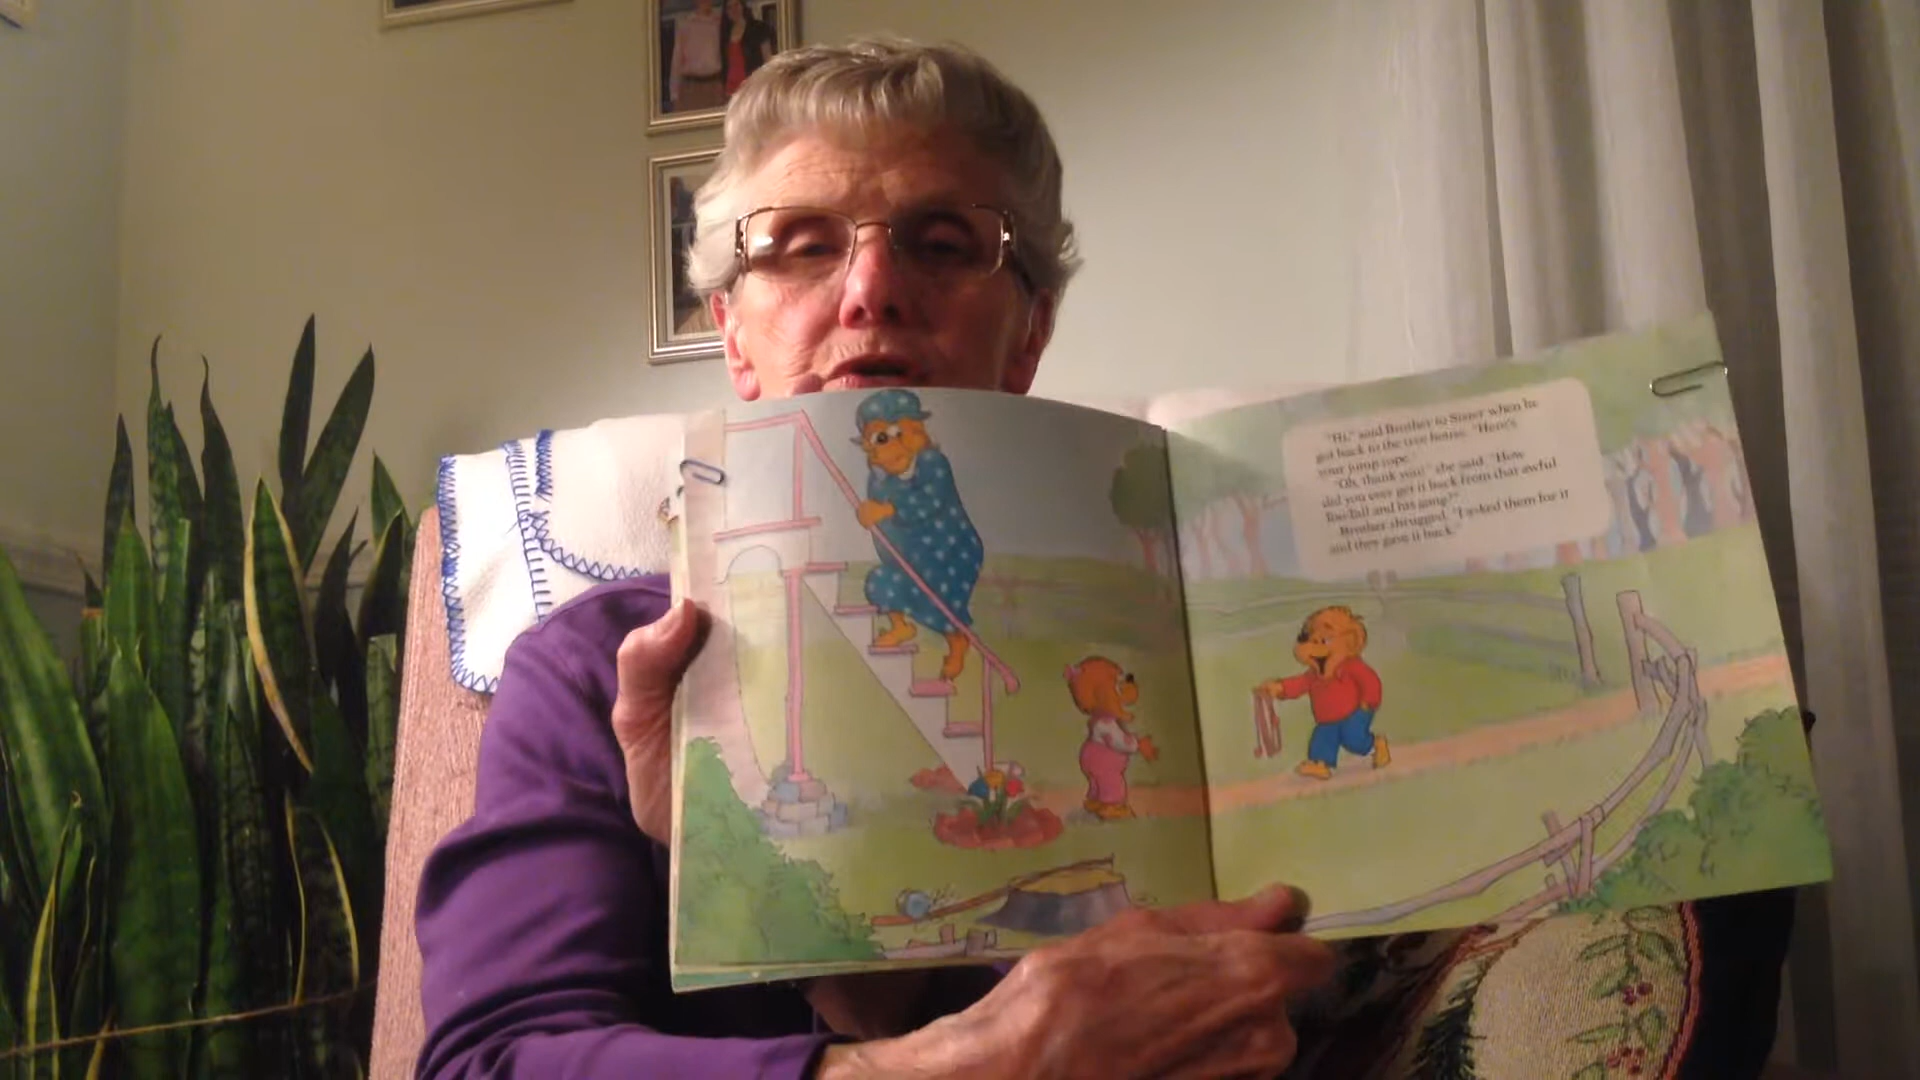 "Hi," said Brother to Sister when he
got back to the tree house. "Here's
your jump rope."
"Oh, thank you!" she said. "How
did you ever get it back from that awful
Too-Tall and his gang?"
Brother shrugged. "I asked them for it
and they gave it back."